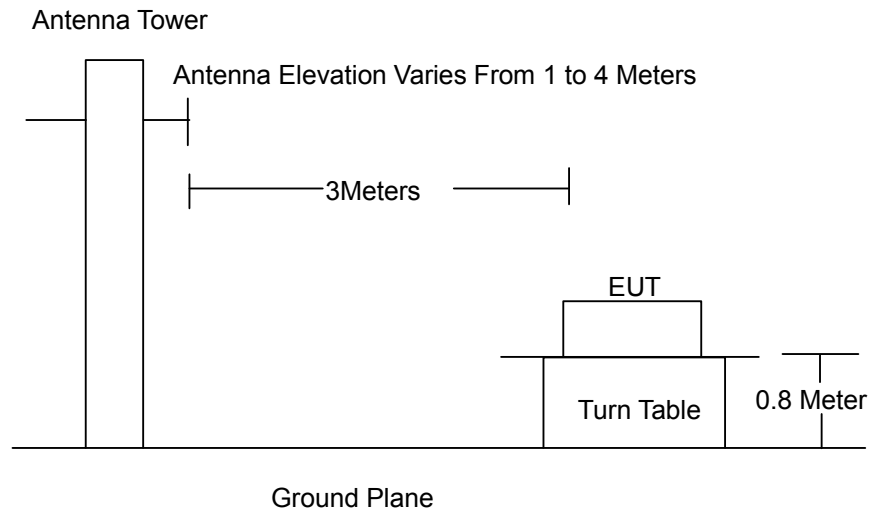 Antenna Tower
Antenna Elevation Varies From 1 to 4 Meters
3Meters
EUT
Turn Table
0.8 Meter
Ground Plane